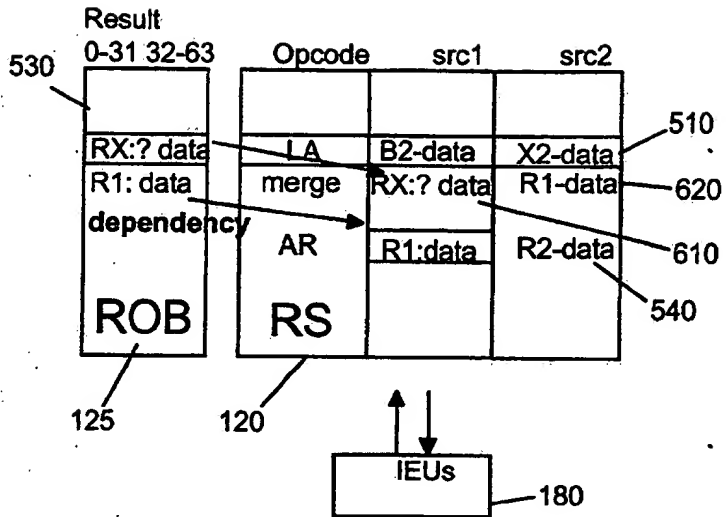 Result
0-31 32-63 Opcode src1 src2
530
RX:? data LA B2-data X2-data 510
R1: data merge RX:? data R1-data 620
dependency
AR R1:data R2-data 610
540
ROB RS
125 120
IEUs
180